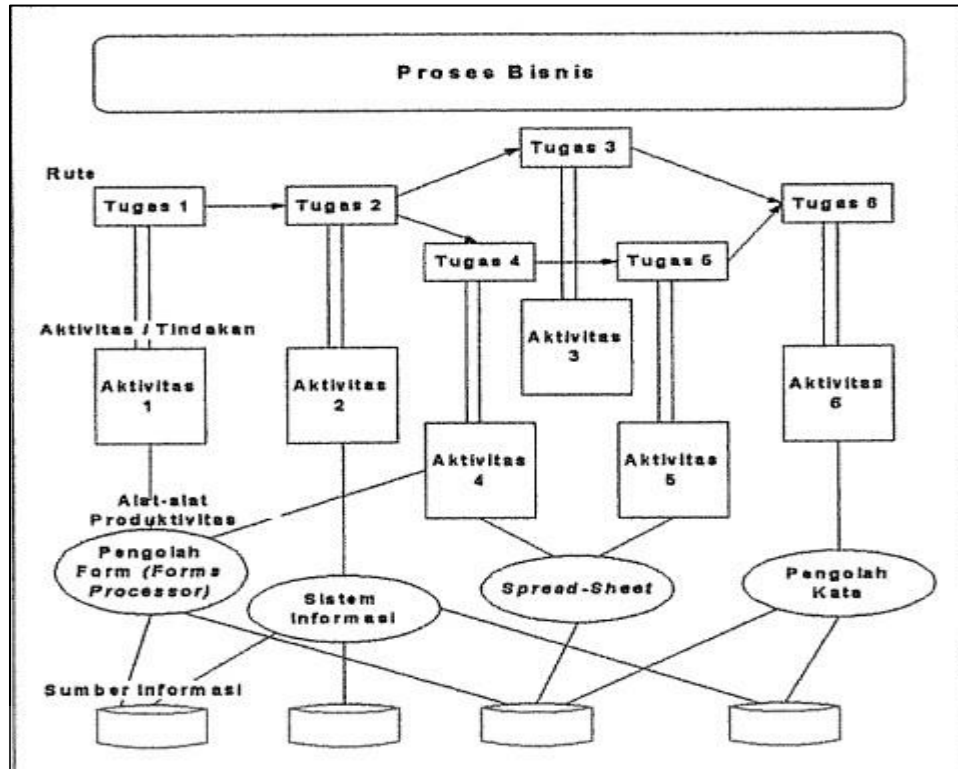 Proses Bisnis
Tugas 3
Rute
Tugas 1
Tugas 2
Tugas 6
Tugas 4
Tugas 5
Aktivitas / Tindakan
Aktivitas
3
Aktivitas
1
Aktivitas
2
Aktivitas
6
Aktivitas
4
Aktivitas
5
Alat-alat
Produktivitas
Pengolah
Form (Forms
Processor)
Sistem
Informasi
Spread-Sheet
Pengolah
Kata
Sumber Informasi